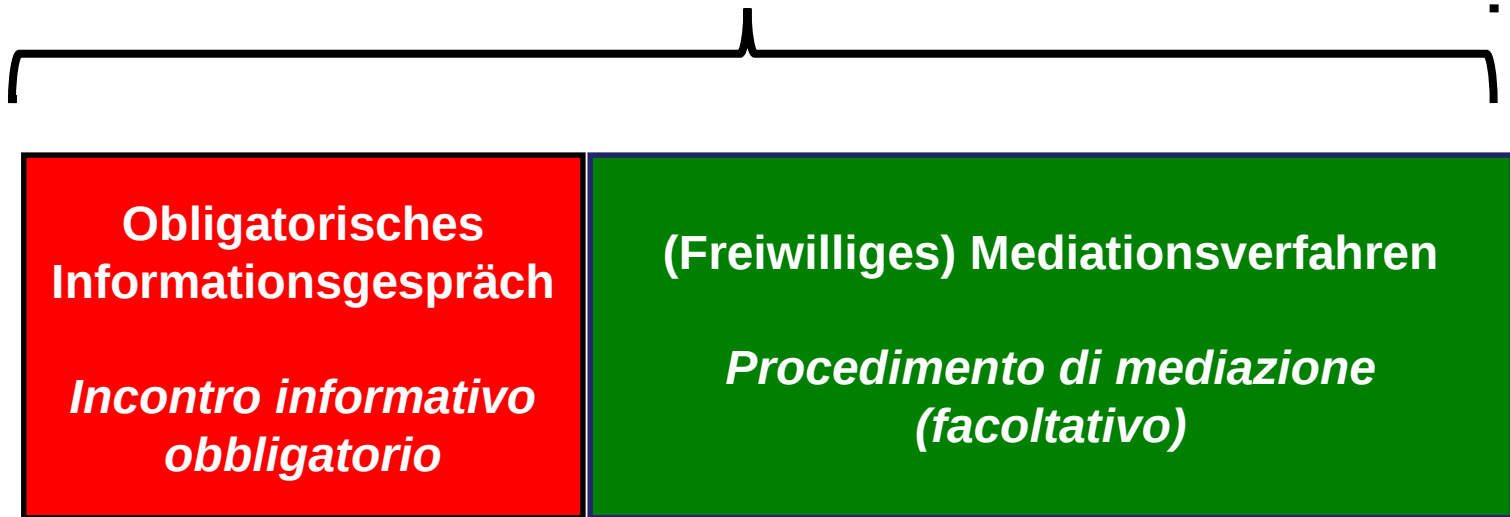 Obligatorisches
Informationsgespräch
Incontro informativo
obbligatorio
(Freiwilliges) Mediationsverfahren
Procedimento di mediazione
(facoltativo)